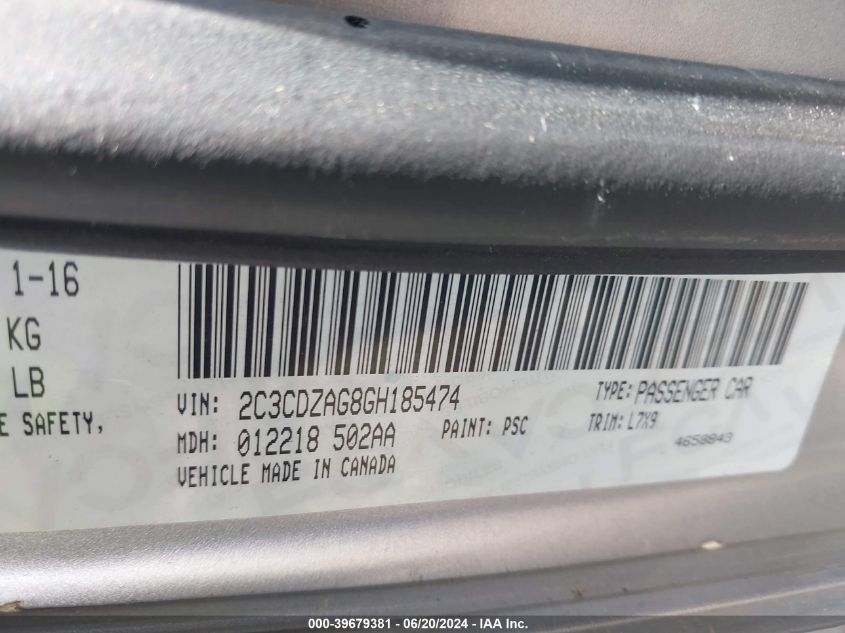 1-16
KG
LB
E SAFETY,
VIN: 2C3CDZAG8GH185474
TYPE: PASSENGER CAR
MDH: 012218 502AA
PAINT: PSC
TRIM: L7X9
VEHICLE MADE IN CANADA
4658843
000-39679381 - 06/20/2024 - IAA Inc.